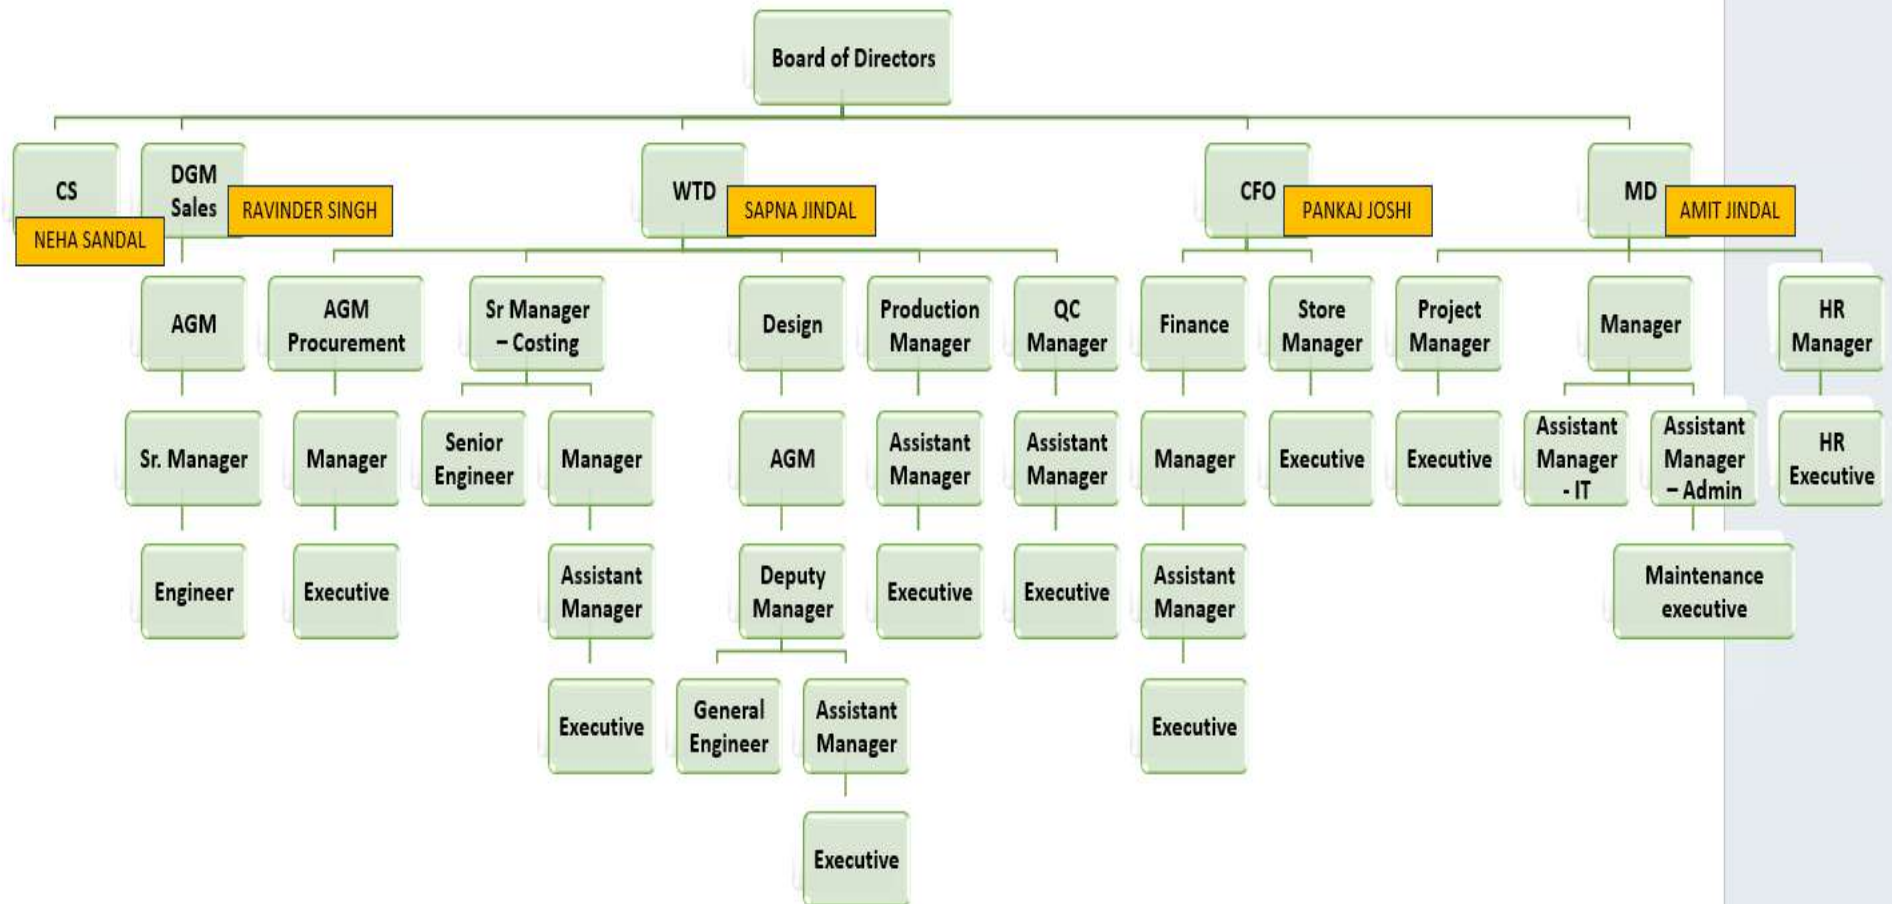 Board of Directors
CS
NEHA SANDAL
DGM
Sales
RAVINDER SINGH
WTD
SAPNA JINDAL
CFO
PANKAJ JOSHI
MD
AMIT JINDAL
AGM
AGM
Procurement
Sr Manager
– Costing
Design
Production
Manager
QC
Manager
Finance
Store
Manager
Project
Manager
Manager
HR
Manager
Sr. Manager
Manager
Senior
Engineer
Manager
AGM
Assistant
Manager
Assistant
Manager
Manager
Executive
Executive
Assistant
Manager
- IT
Assistant
Manager
– Admin
HR
Executive
Engineer
Executive
Assistant
Manager
Deputy
Manager
Executive
Executive
Assistant
Manager
Maintenance
executive
Executive
General
Engineer
Assistant
Manager
Executive
Executive